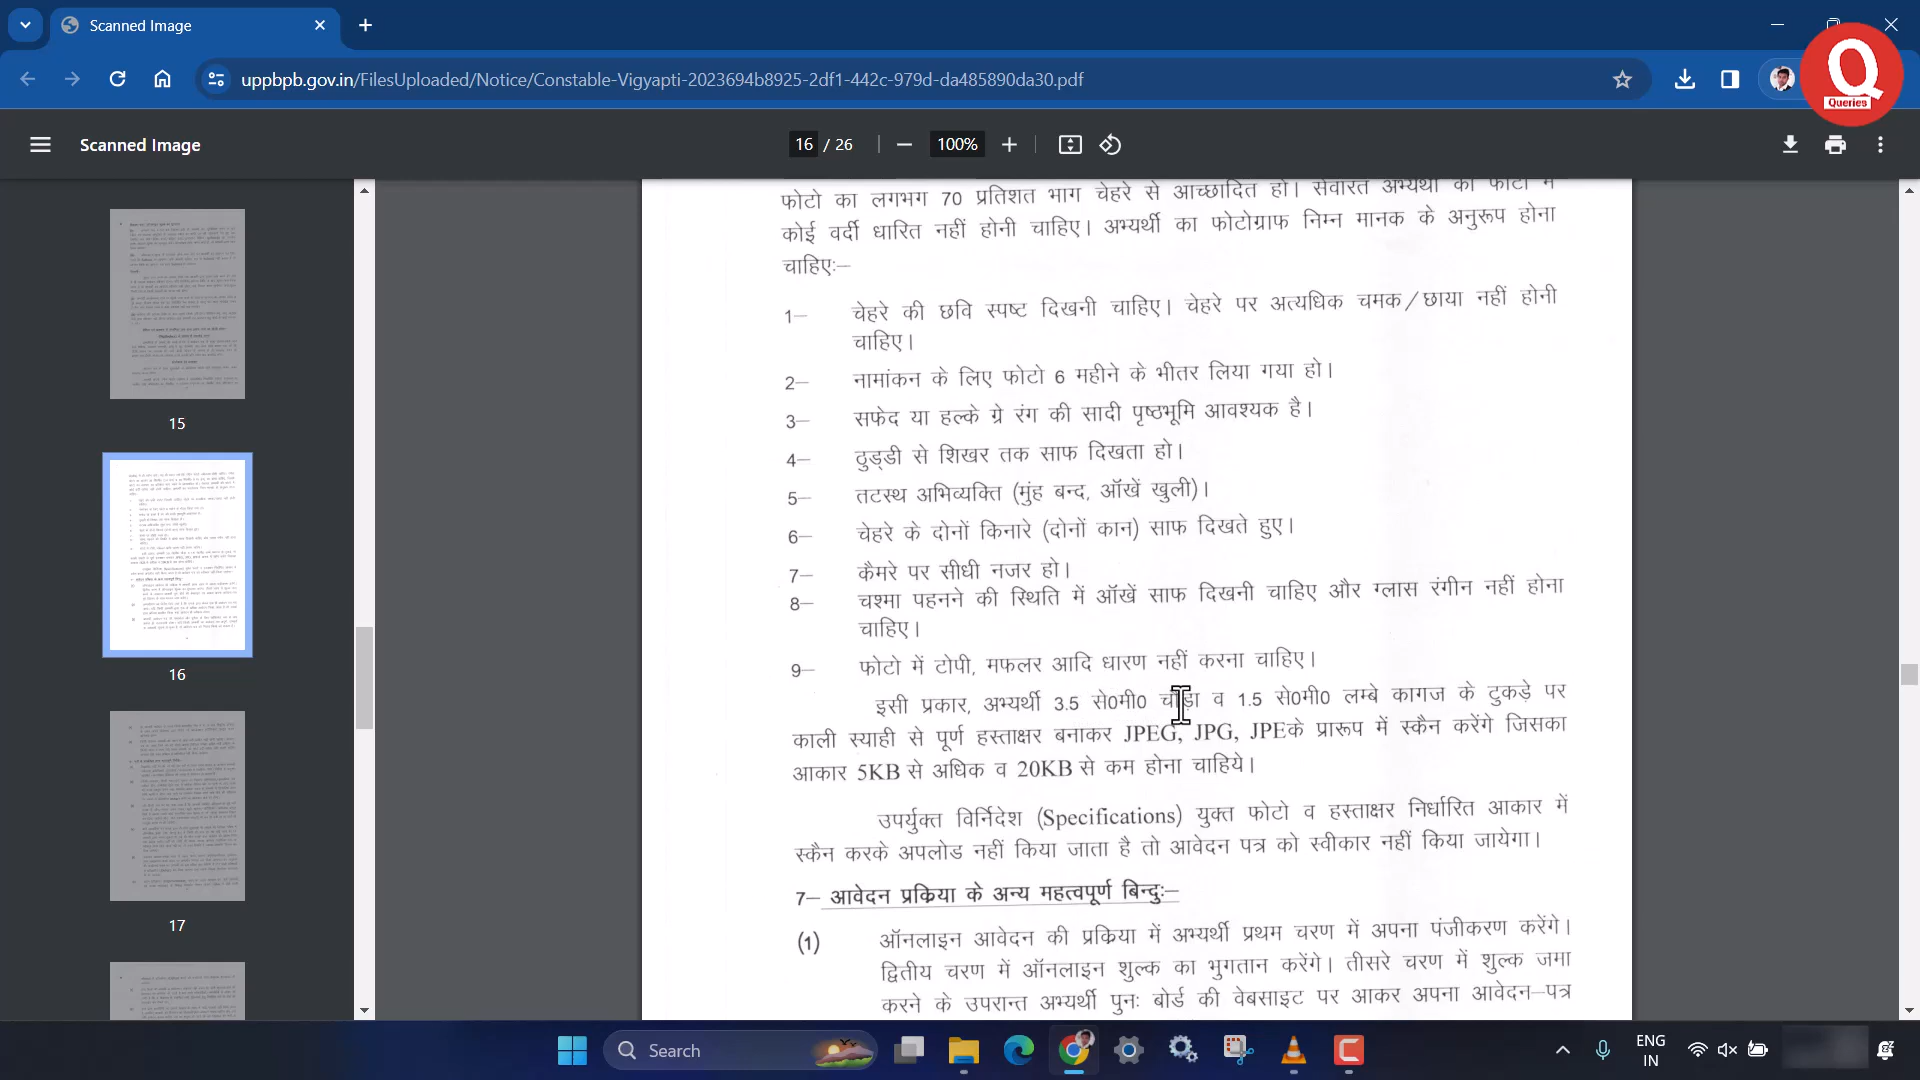 Scanned Image
Queries
uppbpb.gov.in/FilesUploaded/Notice/Constable-Vigyapti-2023694b8925-2df1-442c-979d-da485890da30.pdf
Scanned Image
16 / 26
100%
15
16
17
फोटो का लगभग 70 प्रतिशत भाग चेहरे से आच्छादित हो। सेवारत अभ्यर्थी की फोटो में
कोई वर्दी धारित नहीं होनी चाहिए। अभ्यर्थी का फोटोग्राफ निम्न मानक के अनुरूप होना
चाहिएः–
1– चेहरे की छवि स्पष्ट दिखनी चाहिए। चेहरे पर अत्यधिक चमक/छाया नहीं होनी
चाहिए।
2– नामांकन के लिए फोटो 6 महीने के भीतर लिया गया हो।
3– सफेद या हल्के ग्रे रंग की सादी पृष्ठभूमि आवश्यक है।
4– ठुड्डी से शिखर तक साफ दिखता हो।
5– तटस्थ अभिव्यक्ति (मुंह बन्द, ऑखें खुली)।
6– चेहरे के दोनों किनारे (दोनों कान) साफ दिखते हुए।
7– कैमरे पर सीधी नजर हो।
8– चश्मा पहनने की स्थिति में ऑखें साफ दिखनी चाहिए और ग्लास रंगीन नहीं होना
चाहिए।
9– फोटो में टोपी, मफलर आदि धारण नहीं करना चाहिए।
इसी प्रकार, अभ्यर्थी 3.5 से0मी0 चौड़ा व 1.5 से0मी0 लम्बे कागज के टुकड़े पर
काली स्याही से पूर्ण हस्ताक्षर बनाकर JPEG, JPG, JPEके प्रारूप में स्कैन करेंगे जिसका
आकार 5KB से अधिक व 20KB से कम होना चाहिये।
उपर्युक्त विर्निदेश (Specifications) युक्त फोटो व हस्ताक्षर निर्धारित आकार में
स्कैन करके अपलोड नहीं किया जाता है तो आवेदन पत्र को स्वीकार नहीं किया जायेगा।
7– आवेदन प्रक्रिया के अन्य महत्वपूर्ण बिन्दुः–
(1) ऑनलाइन आवेदन की प्रक्रिया में अभ्यर्थी प्रथम चरण में अपना पंजीकरण करेंगे।
द्वितीय चरण में ऑनलाइन शुल्क का भुगतान करेंगे। तीसरे चरण में शुल्क जमा
करने के उपरान्त अभ्यर्थी पुनः बोर्ड की वेबसाइट पर आकर अपना आवेदन–पत्र
Search
ENG
IN